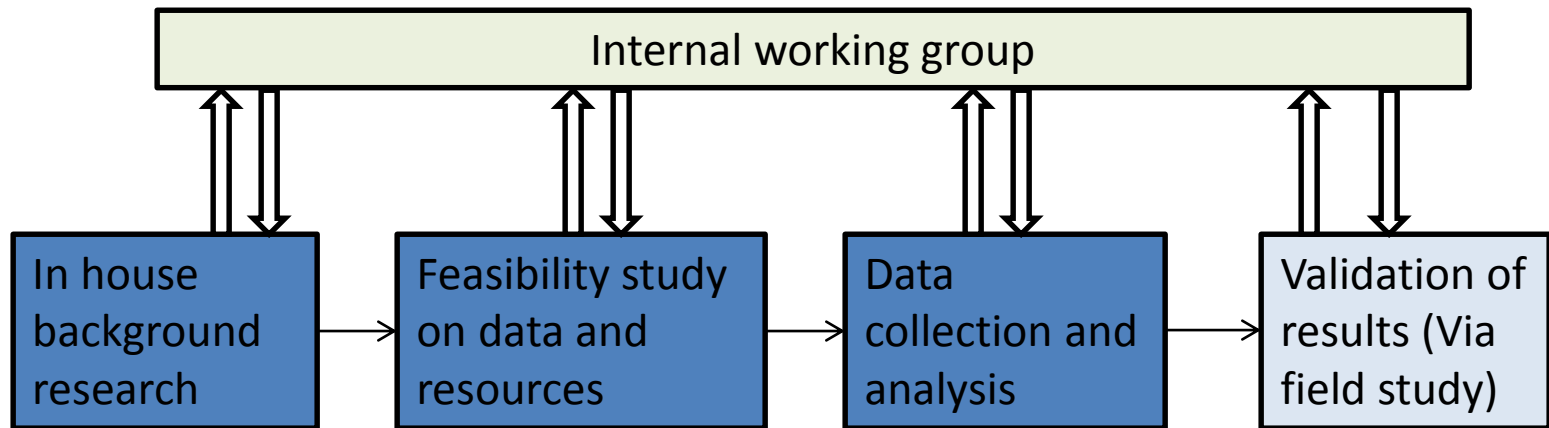 Internal working group
In house
background
research
Feasibility study
on data and
resources
Data
collection and
analysis
Validation of
results (Via
field study)